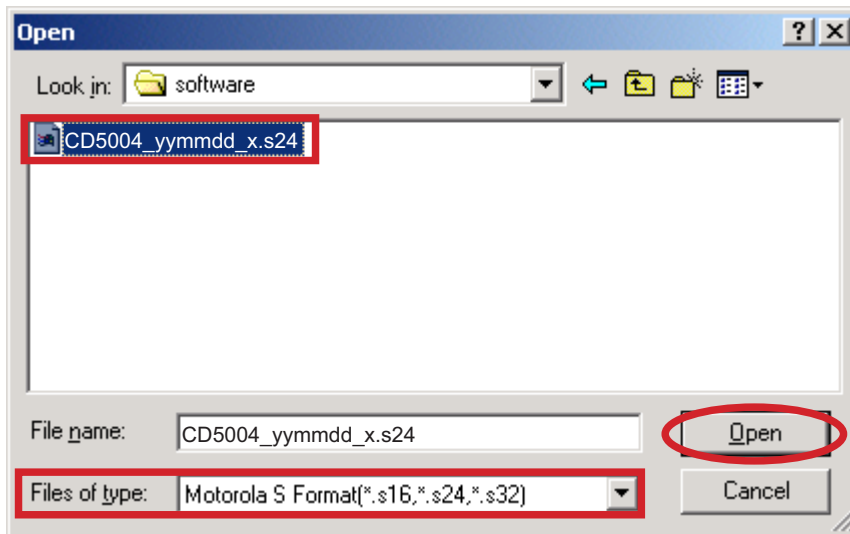 Open
Look in: software
CD5004_yymmdd_x.s24
File name: CD5004_yymmdd_x.s24 Open
Files of type: Motorola S Format(*.s16,*.s24,*.s32) Cancel